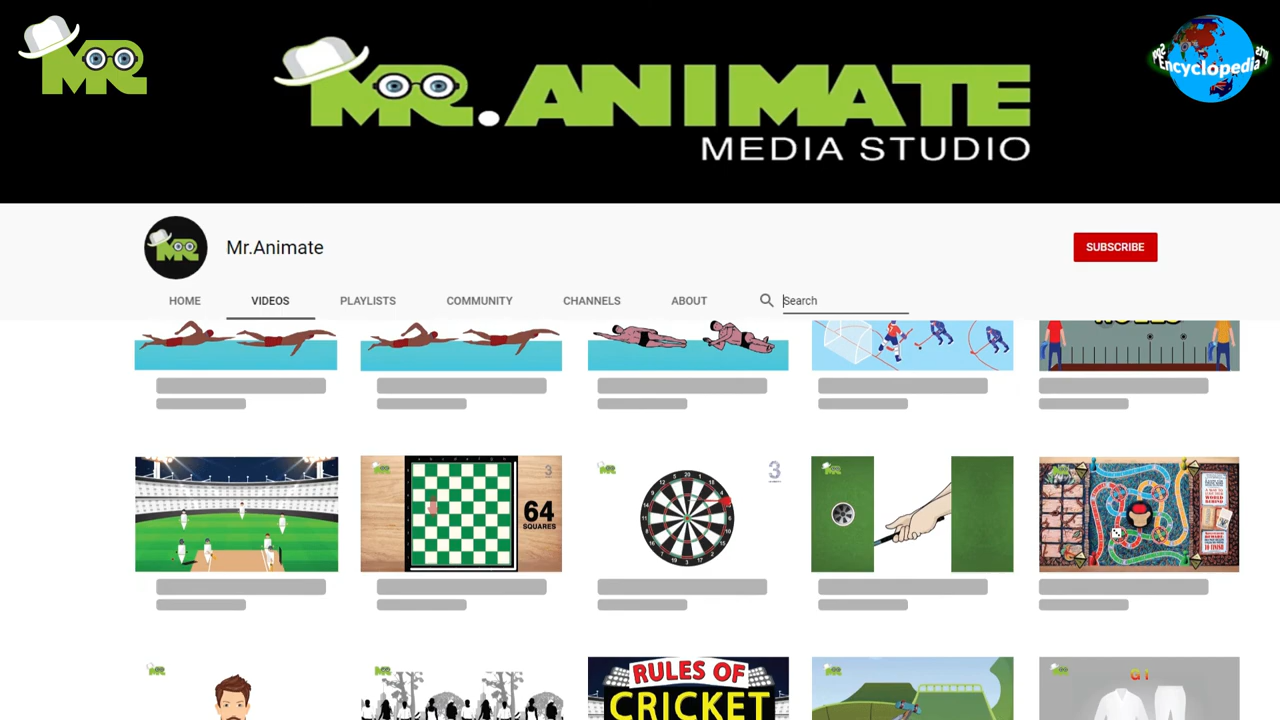 MR
MR.ANIMATE
MEDIA STUDIO
Encyclopedia
MR
Mr.Animate
SUBSCRIBE
HOME
VIDEOS
PLAYLISTS
COMMUNITY
CHANNELS
ABOUT
Search
3
64
SQUARES
3
RULES OF
CRICKET
G I